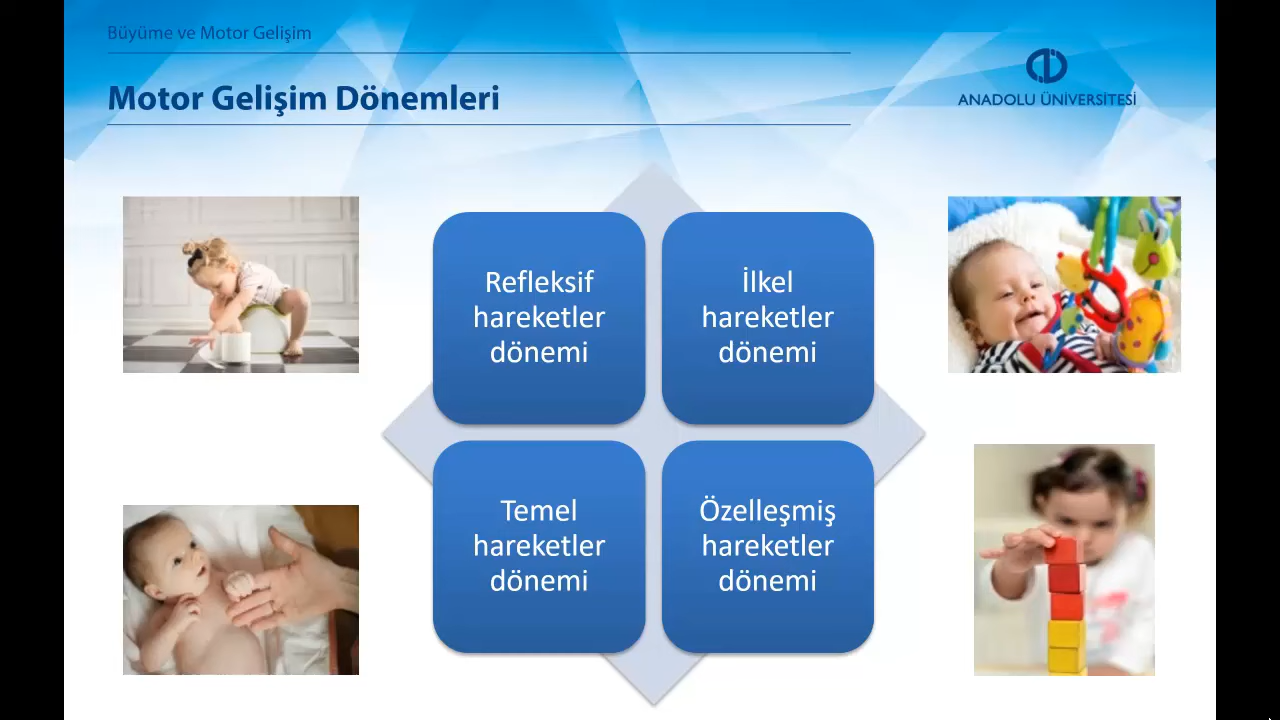 Büyüme ve Motor Gelişim
Motor Gelişim Dönemleri
ANADOLU ÜNİVERSİTESİ
Refleksif
hareketler
dönemi
İlkel
hareketler
dönemi
Temel
hareketler
dönemi
Özelleşmiş
hareketler
dönemi